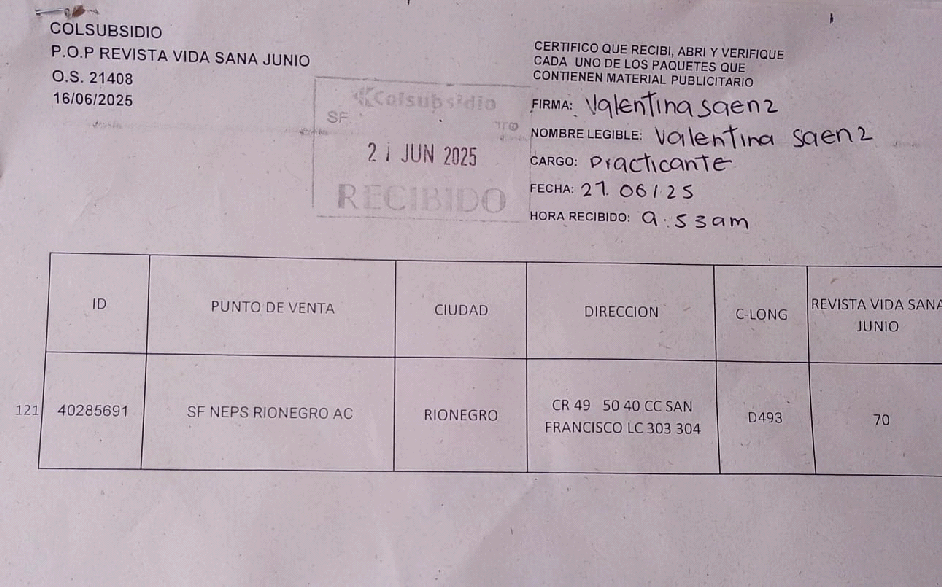 COLSUBSIDIO
P.O.P REVISTA VIDA SANA JUNIO
O.S. 21408
16/06/2025
CERTIFICO QUE RECIBI, ABRI Y VERIFIQUE
CADA UNO DE LOS PAQUETES QUE
CONTIENEN MATERIAL PUBLICITARIO
FIRMA: Valentina Saenz
NOMBRE LEGIBLE: Valentina Saenz
CARGO: Practicante
FECHA: 21.06/25
HORA RECIBIDO: 9:53am
Colsubsidio
SF
21 JUN 2025
RECIBIDO
ID PUNTO DE VENTA CIUDAD DIRECCION C-LONG REVISTA VIDA SANA
JUNIO
121 40285691 SF NEPS RIONEGRO AC RIONEGRO CR 49 50 40 CC SAN
FRANCISCO LC 303 304 D493 70